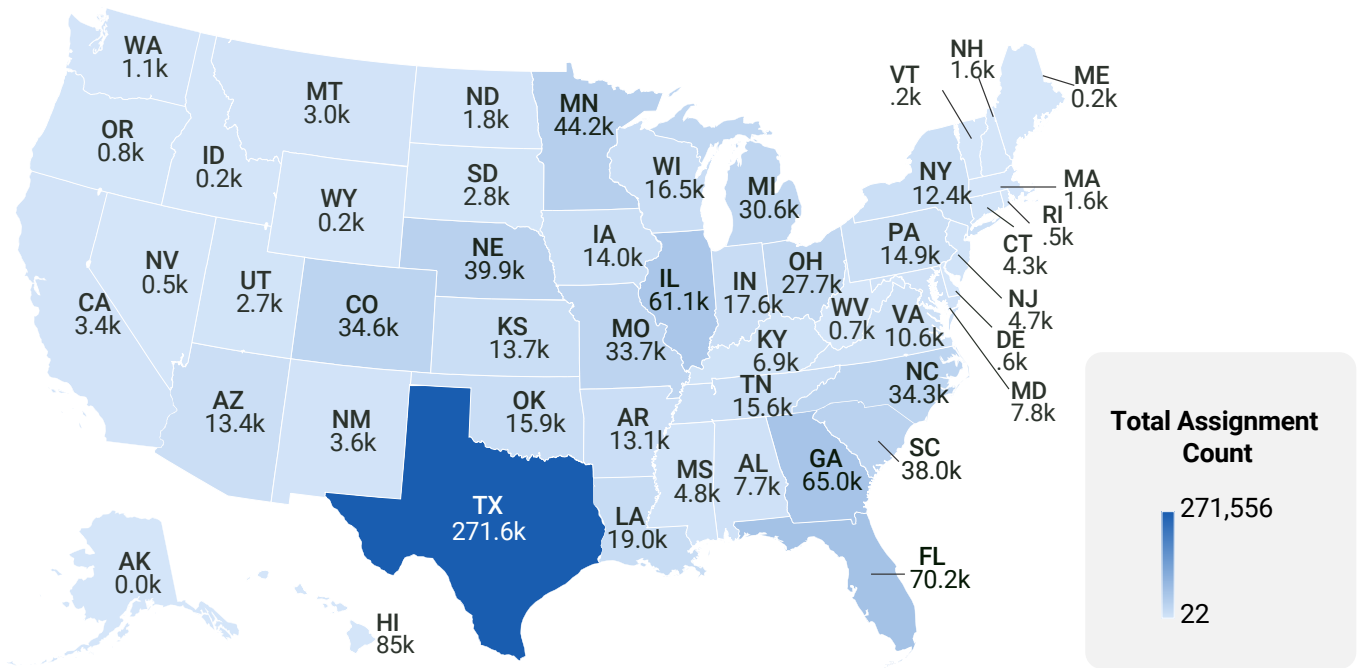 WA
1.1k
OR
0.8k
ID
0.2k
MT
3.0k
WY
0.2k
ND
1.8k
SD
2.8k
NE
39.9k
MN
44.2k
WI
16.5k
MI
30.6k
IA
14.0k
IL
61.1k
IN
17.6k
OH
27.7k
NV
0.5k
UT
2.7k
CO
34.6k
CA
3.4k
AZ
13.4k
NM
3.6k
KS
13.7k
MO
33.7k
OK
15.9k
AR
13.1k
TX
271.6k
LA
19.0k
MS
4.8k
AL
7.7k
GA
65.0k
FL
70.2k
SC
38.0k
NC
34.3k
TN
15.6k
KY
6.9k
WV
0.7k
VA
10.6k
PA
14.9k
NY
12.4k
VT
.2k
NH
1.6k
ME
0.2k
MA
1.6k
RI
.5k
CT
4.3k
NJ
4.7k
DE
.6k
MD
7.8k
AK
0.0k
HI
85k
Total Assignment
Count
271,556
22